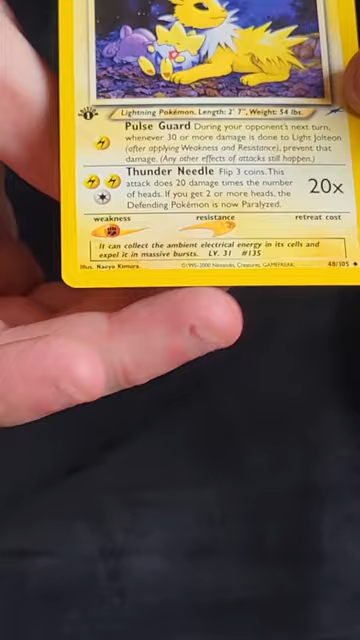 Lightning Pokémon. Length: 2' 7", Weight: 54 lbs.
Pulse Guard During your opponent's next turn,
whenever 30 or more damage is done to Light Jolteon
(after applying Weakness and Resistance), prevent that
damage. (Any other effects of attacks still happen.)
Thunder Needle Flip 3 coins. This
attack does 20 damage times the number
of heads. If you get 2 or more heads, the
Defending Pokémon is now Paralyzed.
20x
weakness resistance retreat cost
It can collect the ambient electrical energy in its cells and
expel it in massive bursts. LV. 31 #135
Illus. Naoyo Kimura ©1995-2000 Nintendo, Creatures, GAMEFREAK. 48/105